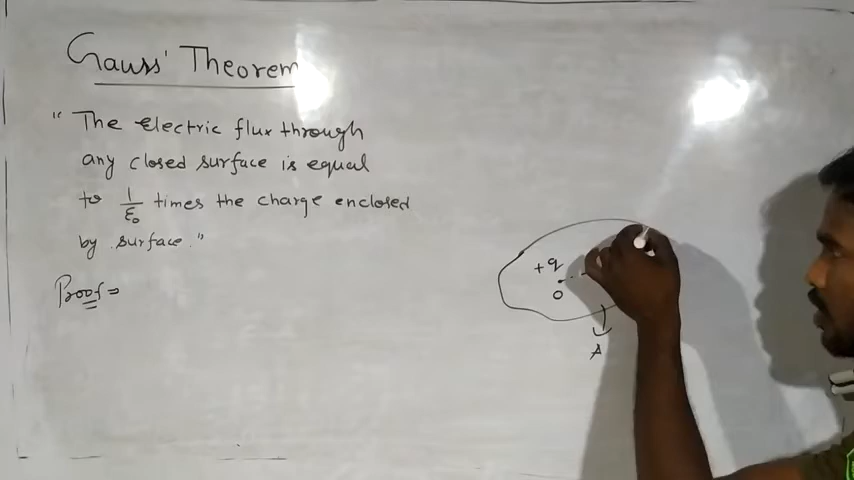 Gauss' Theorem
" The Electric flux through
any closed surface is equal
to 1/ε₀ times the charge enclosed
by surface."
Proof ⇒
+q
O
A